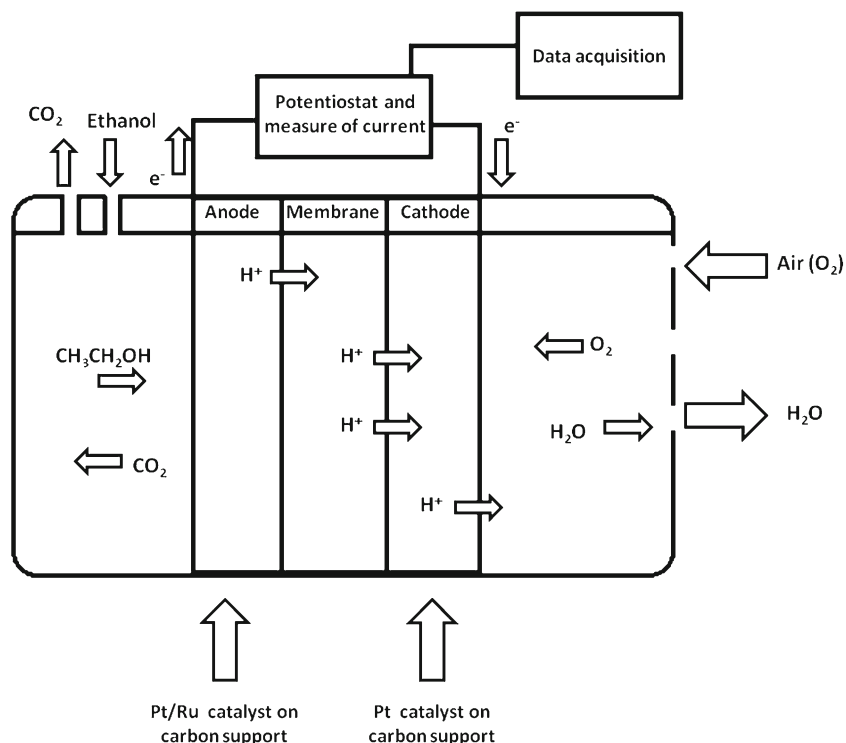 Data acquisition
Potentiostat and
measure of current
CO₂
Ethanol
e⁻
e⁻
Anode
Membrane
Cathode
H⁺
Air (O₂)
H⁺
O₂
CH₃CH₂OH
H⁺
H₂O
H₂O
CO₂
H⁺
Pt/Ru catalyst on
carbon support
Pt catalyst on
carbon support